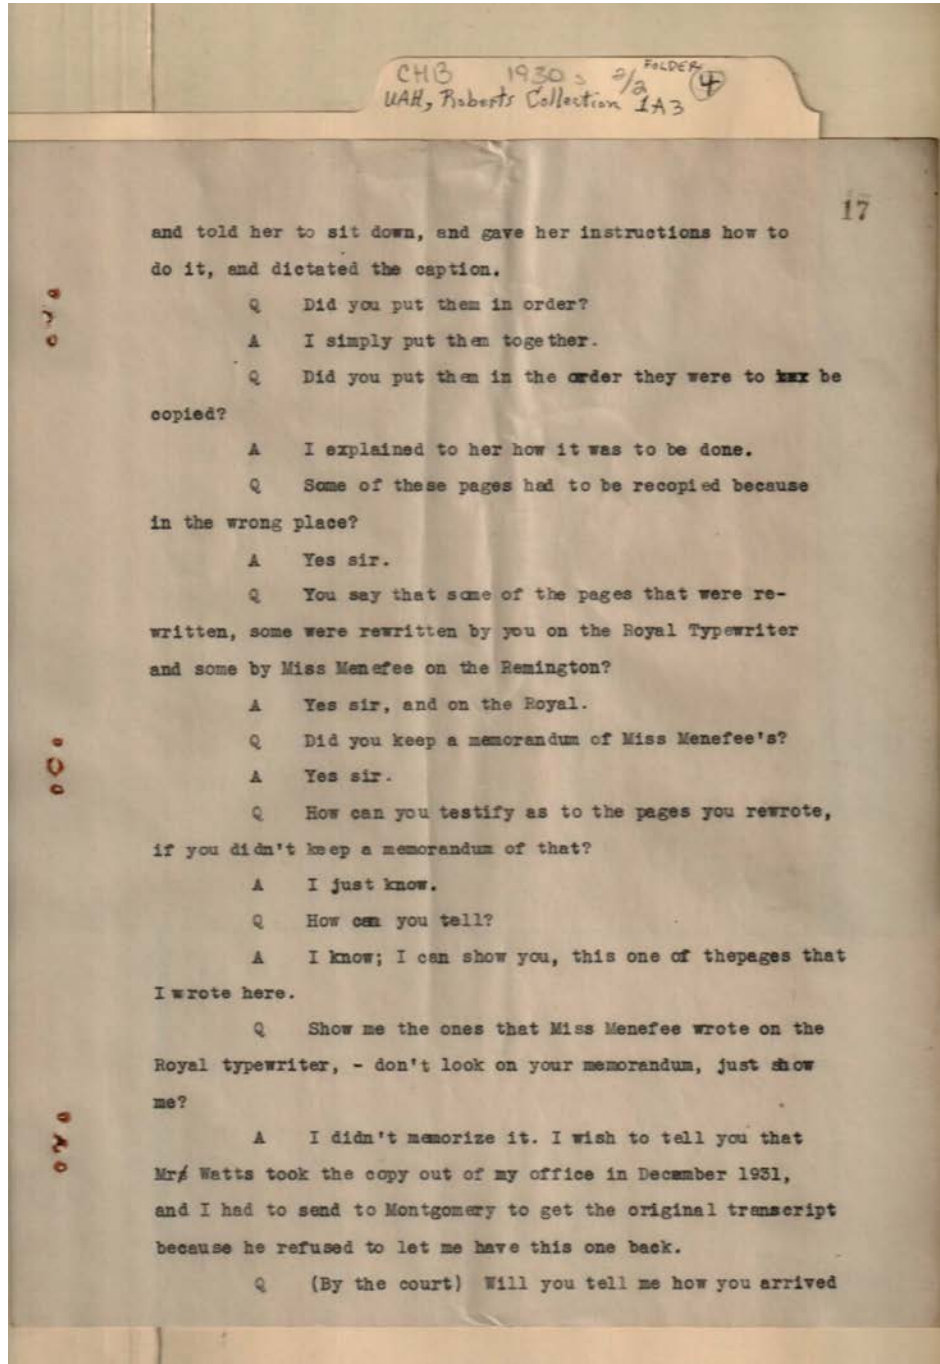 CHB 1930s 2/2 FOLDER 4
UAH, Roberts Collection 1A3
17
and told her to sit down, and gave her instructions how to
do it, and dictated the caption.
Q Did you put them in order?
A I simply put them together.
Q Did you put them in the order they were to be
copied?
A I explained to her how it was to be done.
Q Some of these pages had to be recopied because
in the wrong place?
A Yes sir.
Q You say that some of the pages that were re-
written, some were rewritten by you on the Royal Typewriter
and some by Miss Menefee on the Remington?
A Yes sir, and on the Royal.
Q Did you keep a memorandum of Miss Menefee's?
A Yes sir.
Q How can you testify as to the pages you rewrote,
if you didn't keep a memorandum of that?
A I just know.
Q How can you tell?
A I know; I can show you, this one of thepages that
I wrote here.
Q Show me the ones that Miss Menefee wrote on the
Royal typewriter, - don't look on your memorandum, just show
me?
A I didn't memorize it. I wish to tell you that
Mr Watts took the copy out of my office in December 1931,
and I had to send to Montgomery to get the original transcript
because he refused to let me have this one back.
Q (By the court) Will you tell me how you arrived